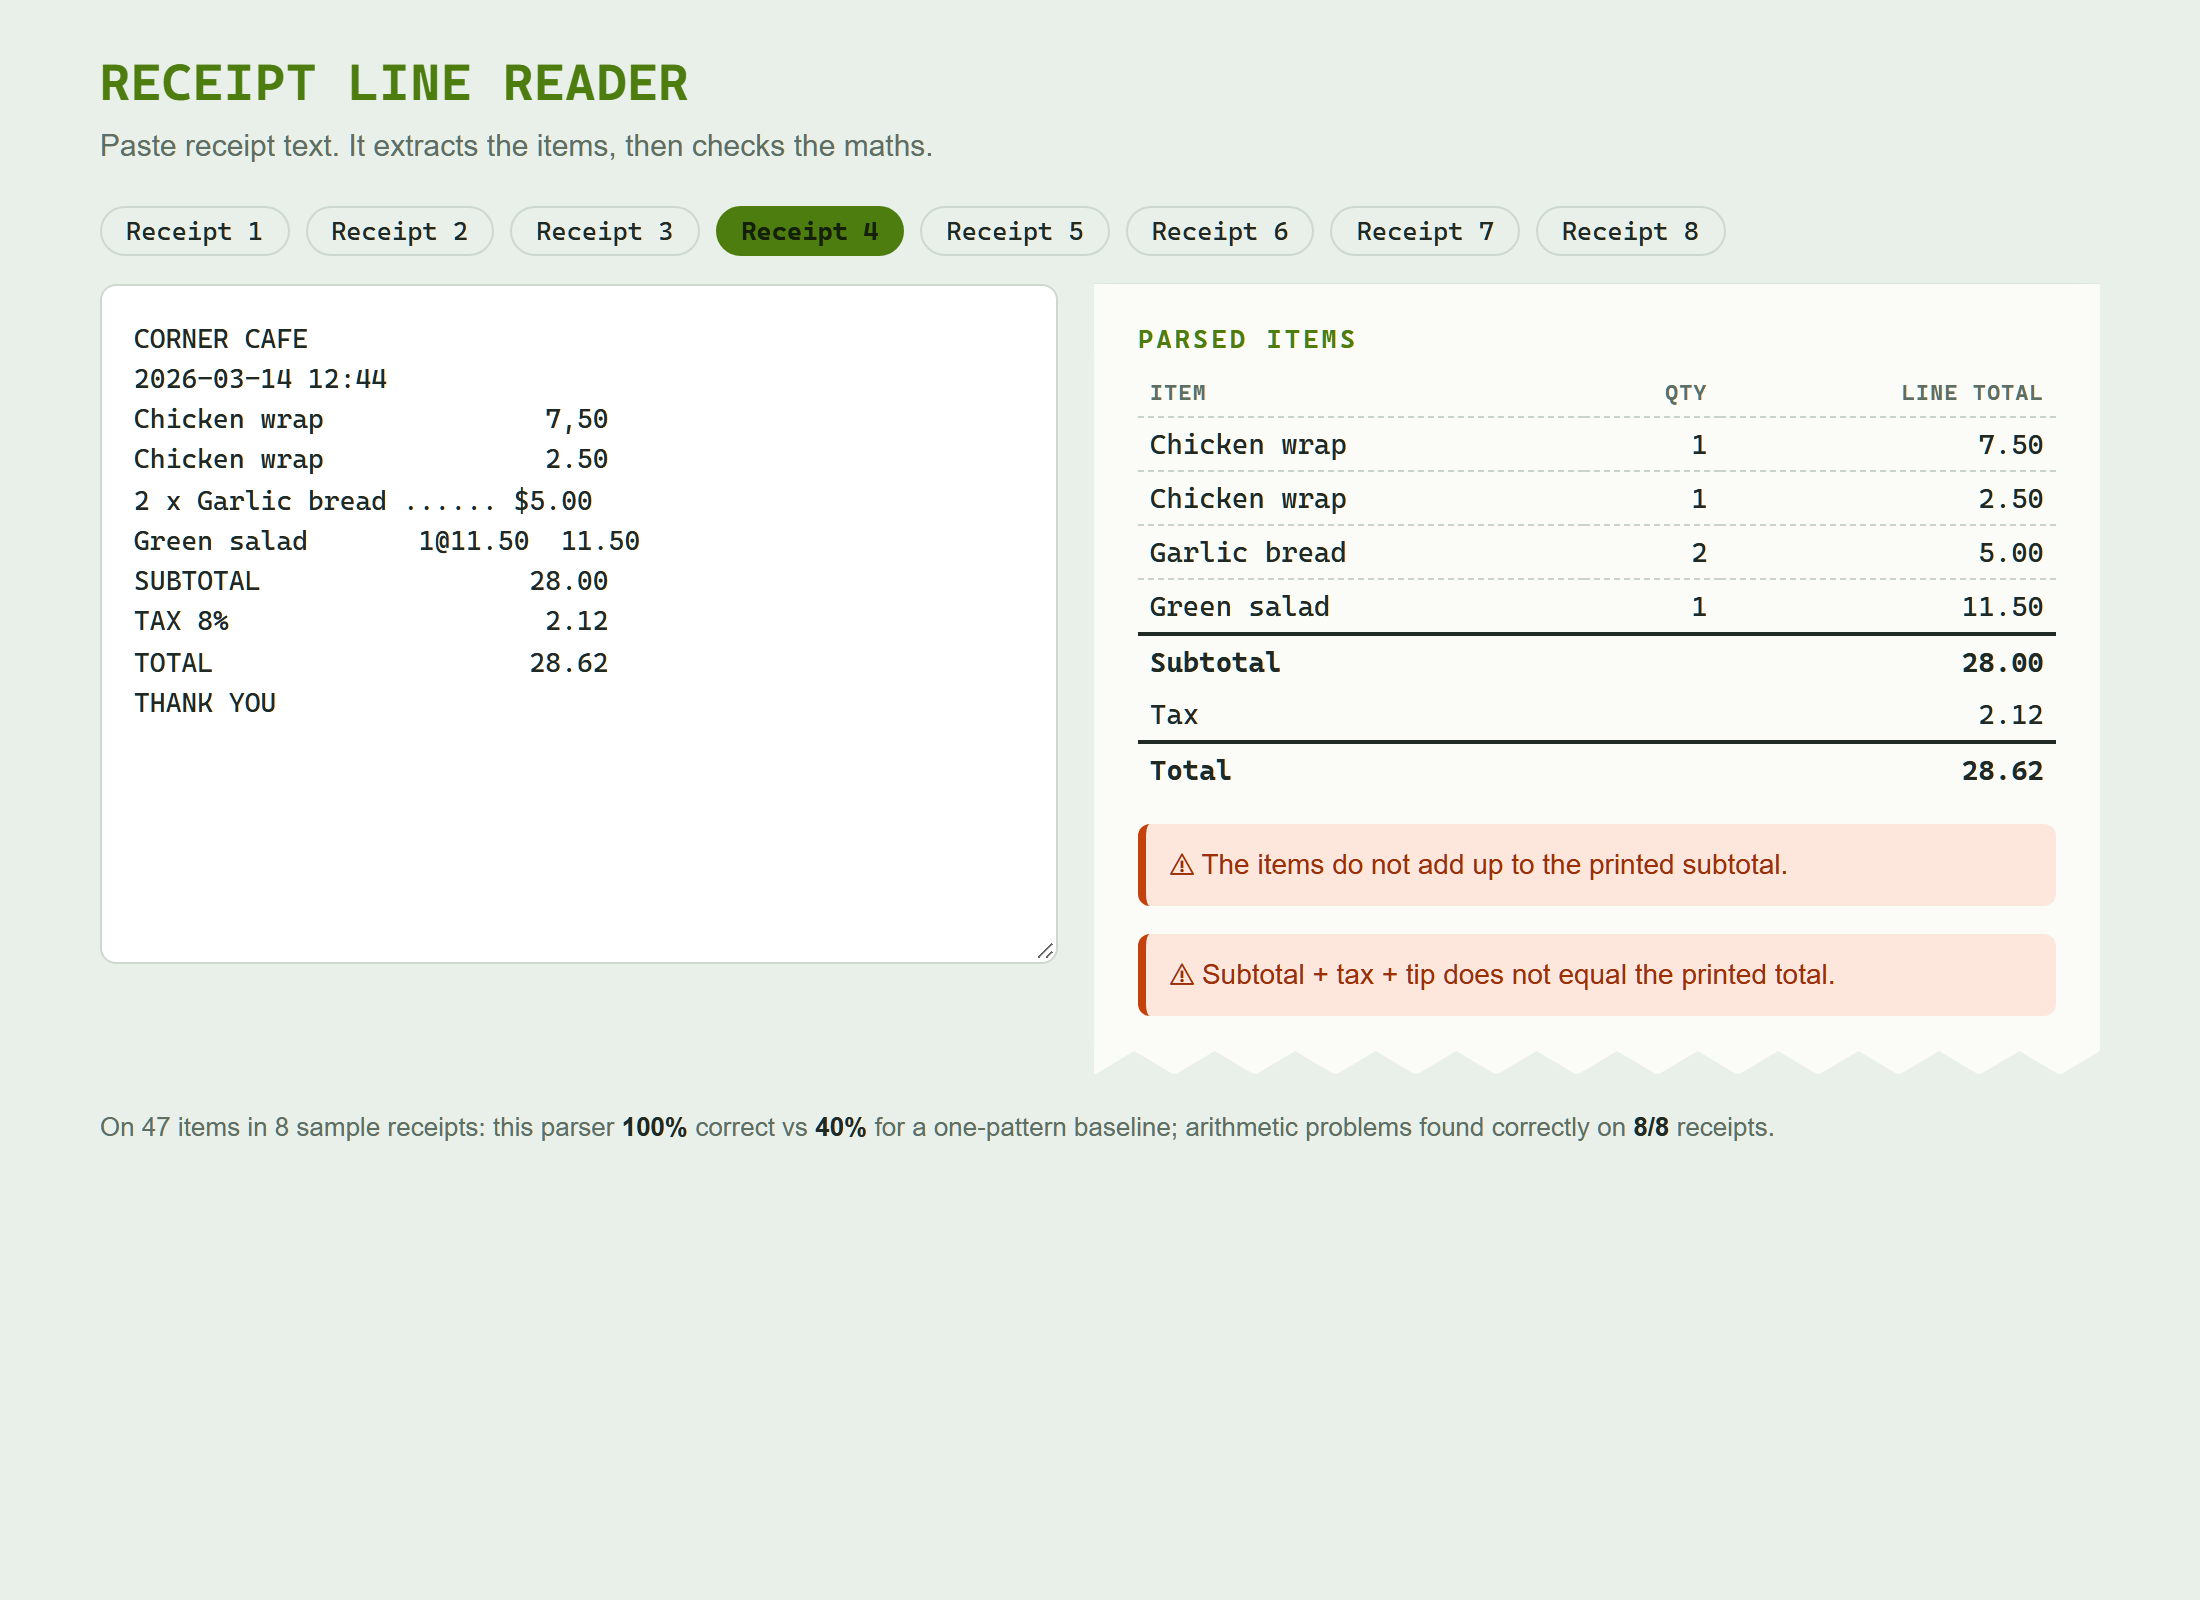 RECEIPT LINE READER
Paste receipt text. It extracts the items, then checks the maths.
Receipt 1 Receipt 2 Receipt 3 Receipt 4 Receipt 5 Receipt 6 Receipt 7 Receipt 8
CORNER CAFE
2026-03-14 12:44
Chicken wrap 7,50
Chicken wrap 2.50
2 x Garlic bread ...... $5.00
Green salad 1@11.50 11.50
SUBTOTAL 28.00
TAX 8% 2.12
TOTAL 28.62
THANK YOU
PARSED ITEMS
ITEM QTY LINE TOTAL
Chicken wrap 1 7.50
Chicken wrap 1 2.50
Garlic bread 2 5.00
Green salad 1 11.50
Subtotal 28.00
Tax 2.12
Total 28.62
⚠ The items do not add up to the printed subtotal.
⚠ Subtotal + tax + tip does not equal the printed total.
On 47 items in 8 sample receipts: this parser 100% correct vs 40% for a one-pattern baseline; arithmetic problems found correctly on 8/8 receipts.